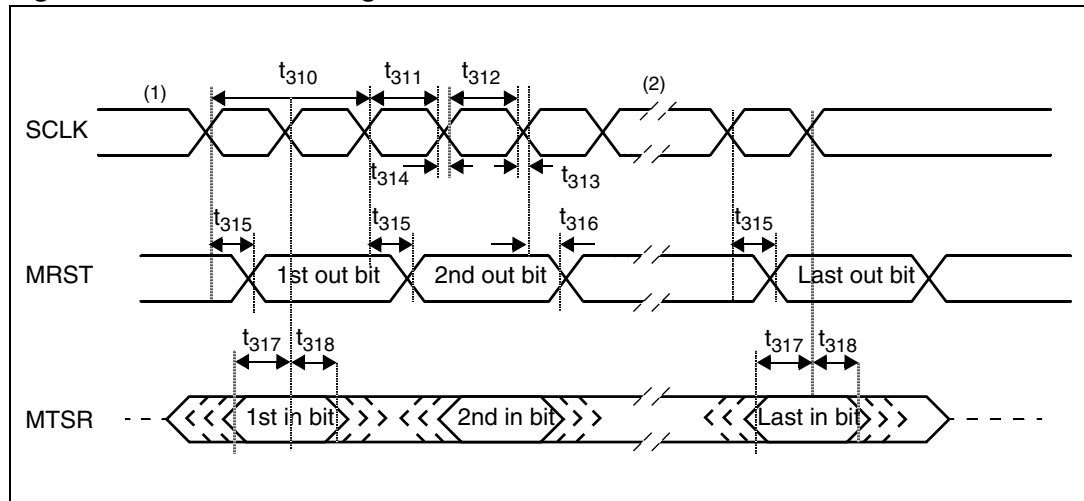 t310 t311 t312
(1) (2)
SCLK
t314 t313
t315 t315 t316 t315
MRST 1st out bit 2nd out bit Last out bit
t317 t318 t317 t318
MTSR 1st in bit 2nd in bit Last in bit